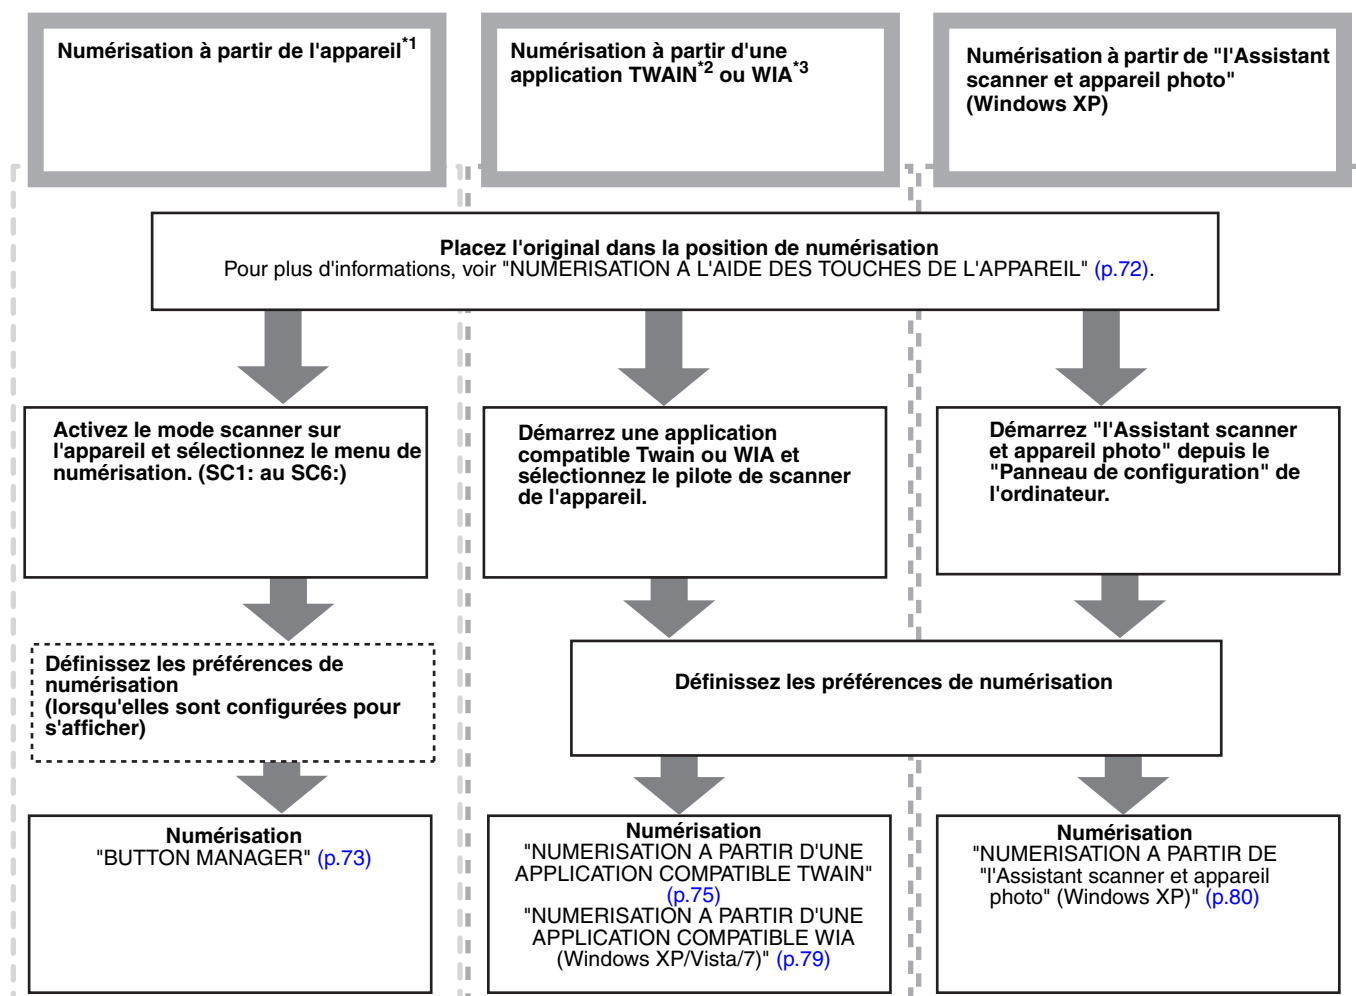 Numérisation à partir de l'appareil*1
Numérisation à partir d'une
application TWAIN*2 ou WIA*3
Numérisation à partir de "l'Assistant
scanner et appareil photo"
(Windows XP)
Placez l'original dans la position de numérisation
Pour plus d'informations, voir "NUMERISATION A L'AIDE DES TOUCHES DE L'APPAREIL" (p.72).
Activez le mode scanner sur
l'appareil et sélectionnez le menu de
numérisation. (SC1: au SC6:)
Démarrez une application
compatible Twain ou WIA et
sélectionnez le pilote de scanner
de l'appareil.
Démarrez "l'Assistant scanner
et appareil photo" depuis le
"Panneau de configuration" de
l'ordinateur.
Définissez les préférences de
numérisation
(lorsqu'elles sont configurées pour
s'afficher)
Définissez les préférences de numérisation
Numérisation
"BUTTON MANAGER" (p.73)
Numérisation
"NUMERISATION A PARTIR D'UNE
APPLICATION COMPATIBLE TWAIN"
(p.75)
"NUMERISATION A PARTIR D'UNE
APPLICATION COMPATIBLE WIA
(Windows XP/Vista/7)" (p.79)
Numérisation
"NUMERISATION A PARTIR DE
"l'Assistant scanner et appareil
photo" (Windows XP)" (p.80)